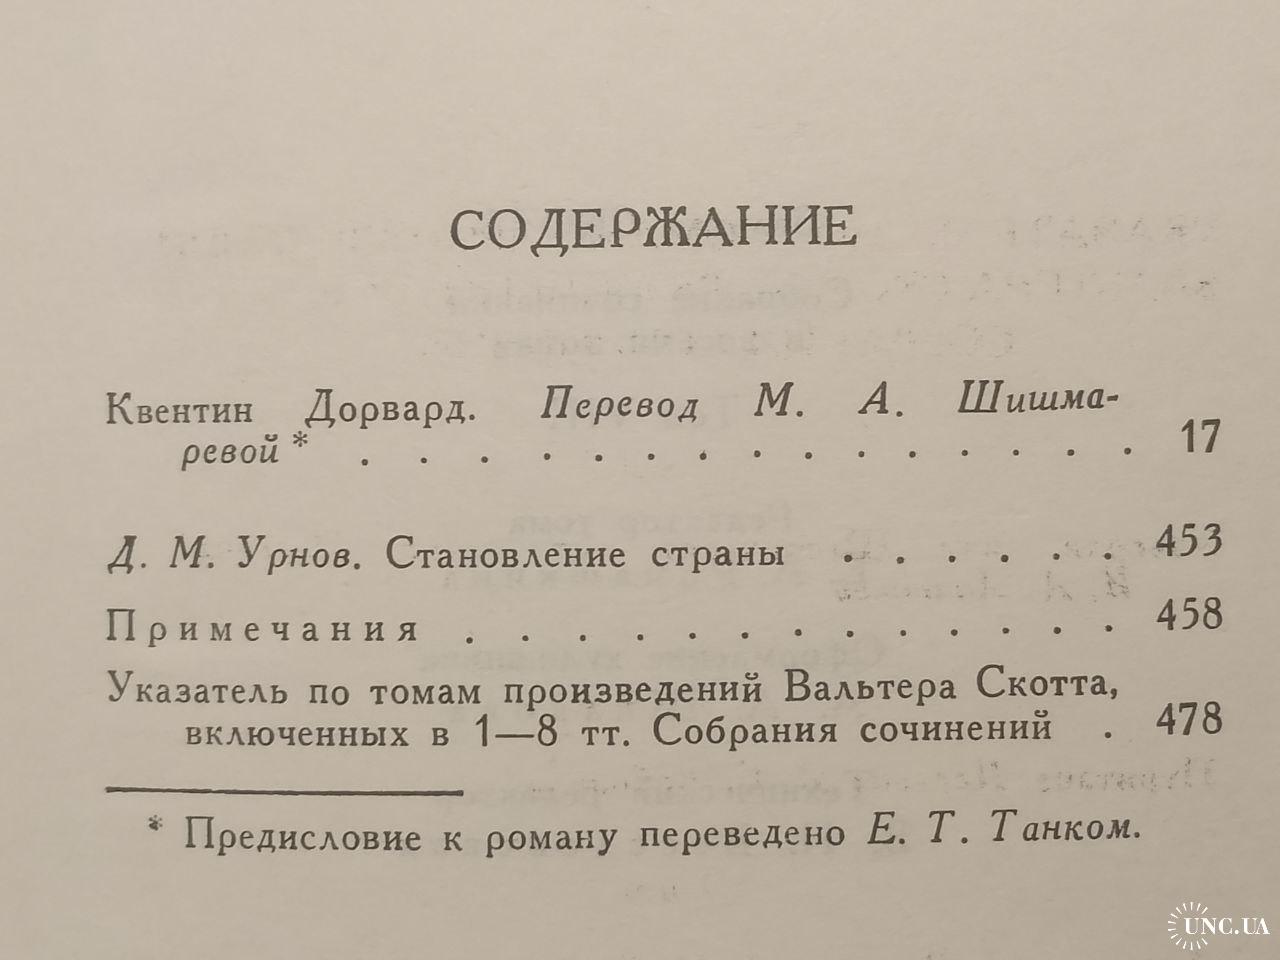 СОДЕРЖАНИЕ
Квентин Дорвард. Перевод М. А. Шишма-
ревой * . . . . . . . . . . . . . . . 17
Д. М. Урнов. Становление страны . . . . . . 453
Примечания . . . . . . . . . . . . 458
Указатель по томам произведений Вальтера Скотта,
включенных в 1—8 тт. Собрания сочинений . 478
* Предисловие к роману переведено Е. Т. Танком.
UNC.UA